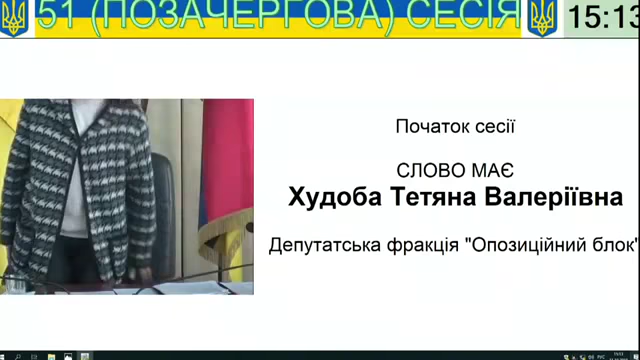 51 (ПОЗАЧЕРГОВА) СЕСІЯ
15:13
Початок сесії
СЛОВО МАЄ
Худоба Тетяна Валеріївна
Депутатська фракція "Опозиційний блок"